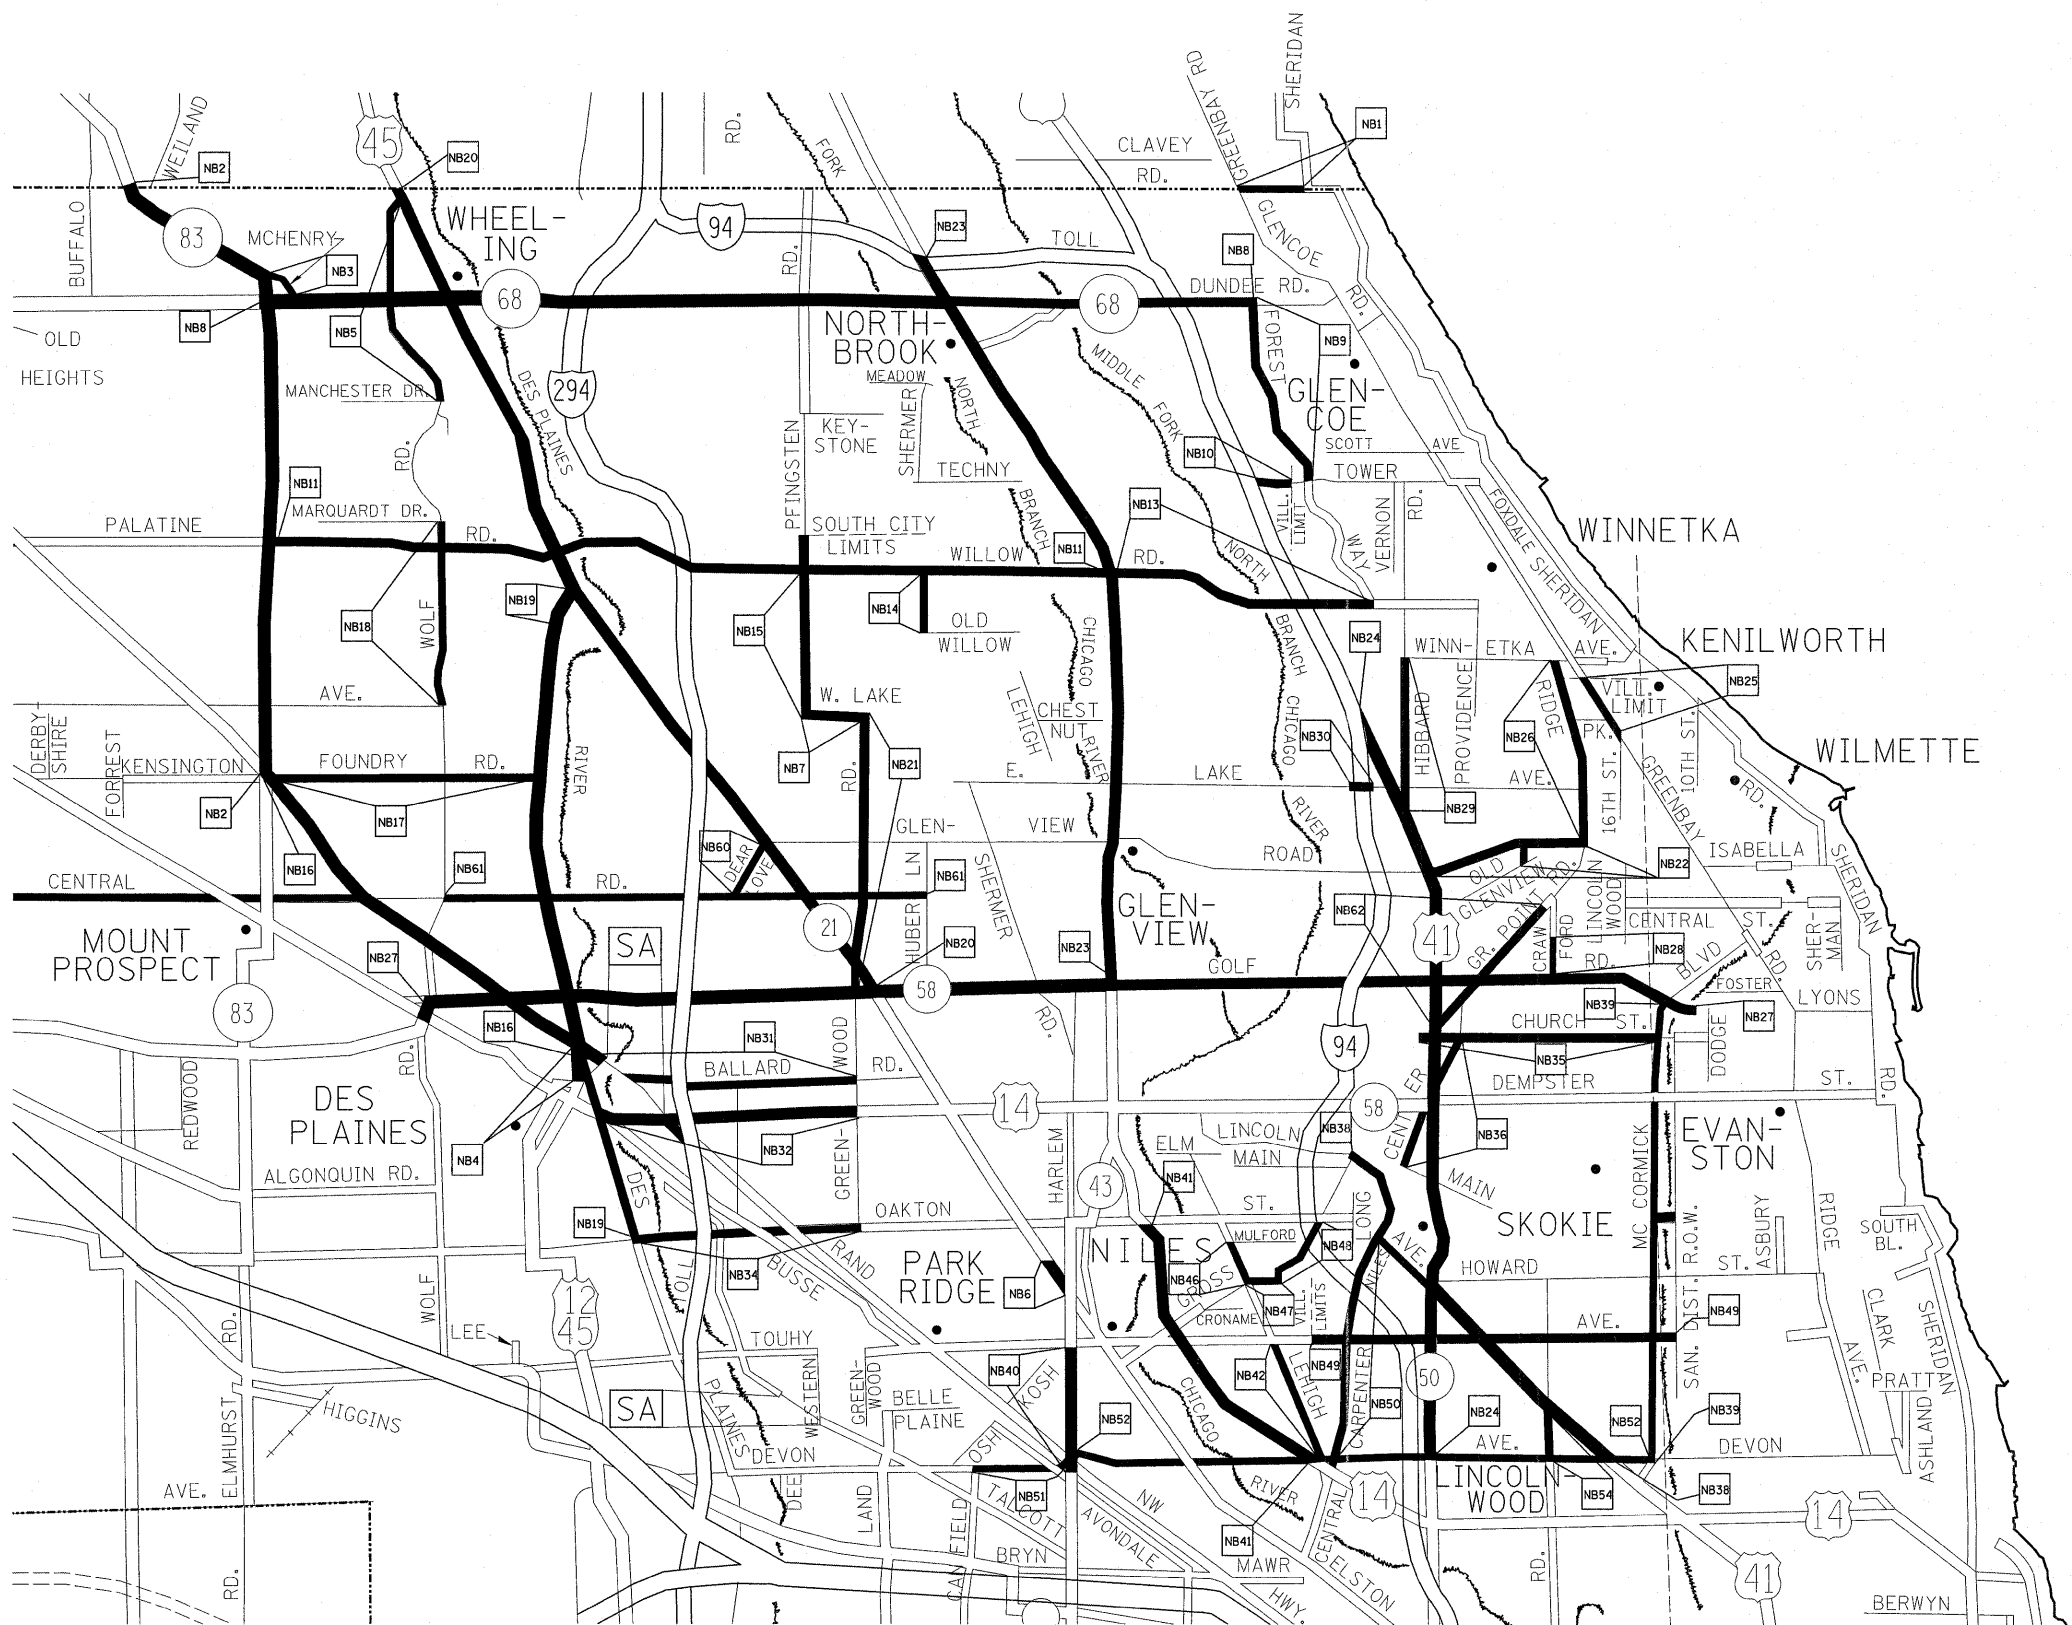 GREENBAY RD
SHERIDAN
WEILAND
45
RD.
FORK
CLAVEY
RD.
NB1
NB2
NB20
BUFFALO
83
MCHENRY
NB3
WHEEL-
ING
94
RD.
NB23
TOLL
NB8
GLENCOE
RD.
DUNDEE RD.
68
68
NB8
NB5
OLD
HEIGHTS
NORTH-
BROOK
MEADOW
SHERMER
NORTH
MIDDLE
FORK
FOREST
NB9
GLEN-
COE
MANCHESTER DR.
294
DES PLAINES
KEY-
STONE
PFINGSTEN
TECHNY
BRANCH
NB10
SCOTT AVE
TOWER
VILL.
LIMIT
VERNON
RD.
WAY
RD.
NB11
MARQUARDT DR.
PALATINE
RD.
SOUTH CITY
LIMITS
WILLOW
NB11
RD.
NB13
NORTH
FOXDALE
SHERIDAN
WINNETKA
NB19
NB18
WOLF
NB15
NB14
OLD
WILLOW
CHICAGO
BRANCH
NB24
WINN-
ETKA
AVE.
KENILWORTH
NB25
VILL.
LIMIT
AVE.
W. LAKE
LEHIGH
CHEST
NUT
CHICAGO
HIBBARD
PROVIDENCE
RIDGE
NB26
PK.
10TH ST.
16TH ST.
NB30
DERBY-
SHIRE
FORREST
KENSINGTON
FOUNDRY
RD.
RIVER
NB7
RD.
NB21
RIVER
E.
LAKE
AVE.
NB29
GREENBAY
RD.
WILMETTE
NB2
NB17
NB16
NB60
DEAR
LOVE
GLEN-
VIEW
ROAD
RIVER
OLD
GLENVIEW
RD.
NB22
ISABELLA
SHERIDAN
CENTRAL
NB61
RD.
HUBER LN
NB61
SHERMER
GLEN-
VIEW
NB62
GR. POINT
CRAW
FORD
LINCOLN
WOOD
CENTRAL
ST.
SHER-
MAN
MOUNT
PROSPECT
NB27
SA
21
NB20
NB23
GOLF
41
RD.
NB28
BLVD
RD.
FOSTER
LYONS
83
58
NB39
NB27
NB16
NB31
WOOD
RD.
94
CHURCH
ST.
NB35
DODGE
REDWOOD
RD.
BALLARD
RD.
ER
DEMPSTER
ST.
RD.
DES
PLAINES
14
58
NB38
CENT
NB36
EVAN-
STON
NB4
NB32
GREEN-
HARLEM
LINCOLN
ELM
MAIN
MAIN
MC CORMICK
ALGONQUIN RD.
DES
43
NB41
ST.
LONG
SKOKIE
R.O.W.
ASBURY
RIDGE
SOUTH
BL.
OAKTON
NB19
NB34
RAND
BUSSE
TOLL
PARK
RIDGE
NILES
NB46
GROSS
MULFORD
NB48
NILES
AVE.
HOWARD
ST.
NB6
NB47
CRONAME
VILL.
LIMITS
WOLF
RD.
12
45
LEE
TOUHY
AVE.
NB49
SAN. DIST.
CLARK
SHERIDAN
WESTERN
GREEN-
WOOD
NB40
KOSH
NB42
NB49
LEHIGH
CARPENTER
50
AVE.
PRATT
SA
PLAINES
BELLE
PLAINE
OSH
CHICAGO
NB50
NB24
NB52
NB39
ELMHURST
HIGGINS
NB52
AVE.
ASHLAND
AVE.
DEVON
DEVON
LINCOLN-
WOOD
NB54
NB38
DEE
LAND
CAN FIELD
TALCOTT
NB51
NW
AVONDALE
RIVER
NB41
CENTRAL
14
14
RD.
BRYN
MAWR
ELSTON
HWY.
RD.
41
BERWYN